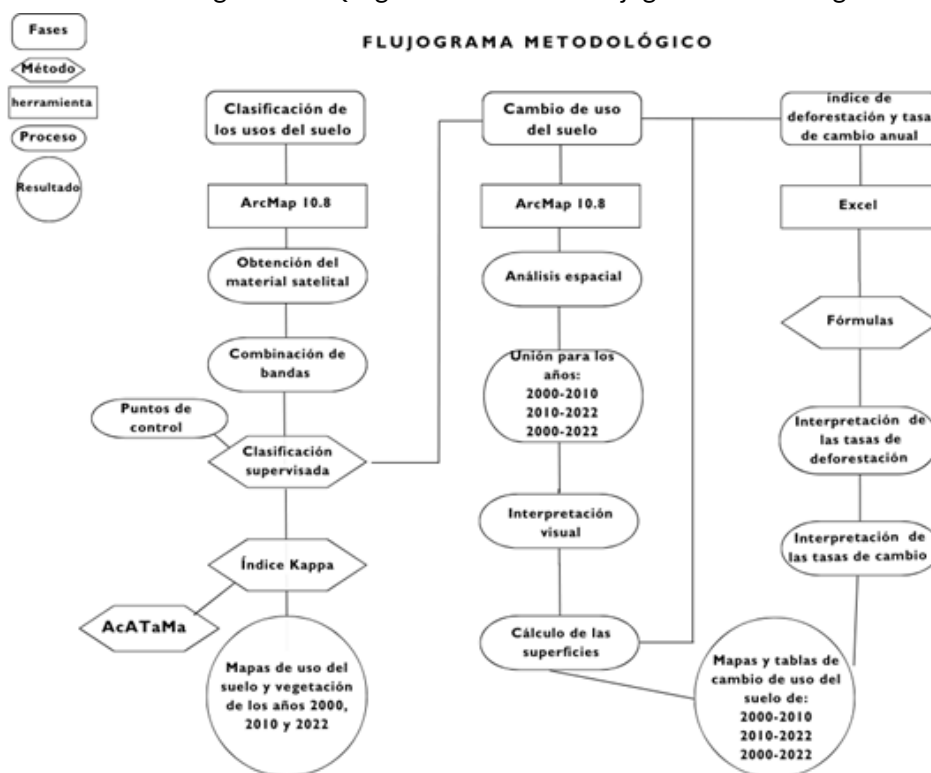 FLUJOGRAMA METODOLÓGICO
Fases
Método
herramienta
Proceso
Resultado
Clasificación de
los usos del suelo
ArcMap 10.8
Obtención del
material satelital
Combinación de
bandas
Puntos de
control
Clasificación
supervisada
Índice Kappa
AcATaMa
Mapas de uso del
suelo y vegetación
de los años 2000,
2010 y 2022
Cambio de uso
del suelo
ArcMap 10.8
Análisis espacial
Unión para los
años:
2000-2010
2010-2022
2000-2022
Interpretación
visual
Cálculo de las
superficies
índice de
deforestación y tasa
de cambio anual
Excel
Fórmulas
Interpretación de
las tasas de
deforestación
Interpretación de
las tasas de cambio
Mapas y tablas de
cambio de uso del
suelo de:
2000-2010
2010-2022
2000-2022